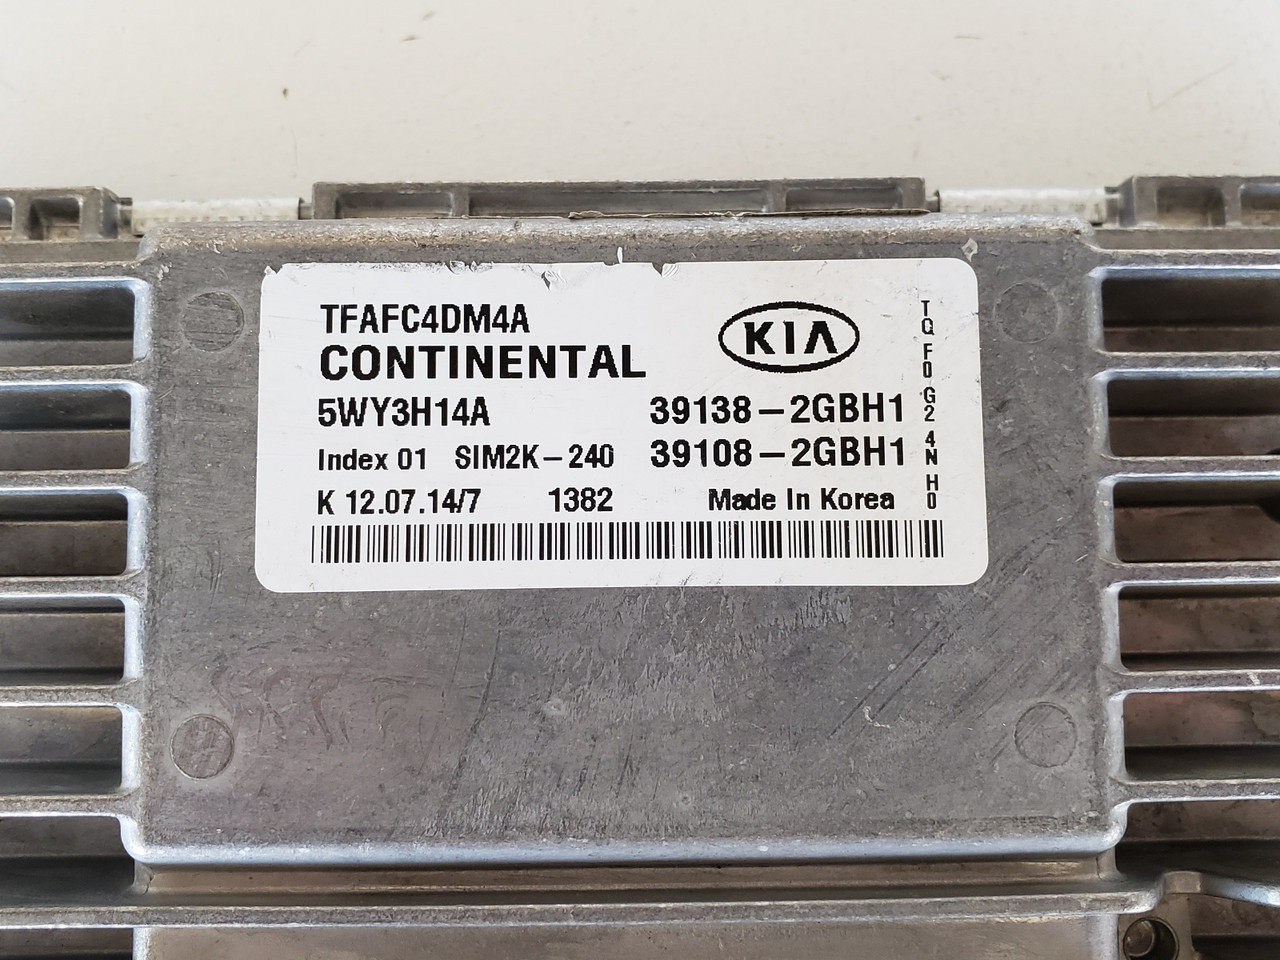 TFAFC4DM4A
CONTINENTAL
KIA
5WY3H14A 39138-2GBH1
Index 01 SIM2K-240 39108-2GBH1
K 12.07.14/7 1382 Made In Korea
TQ F0 G2 4N H0